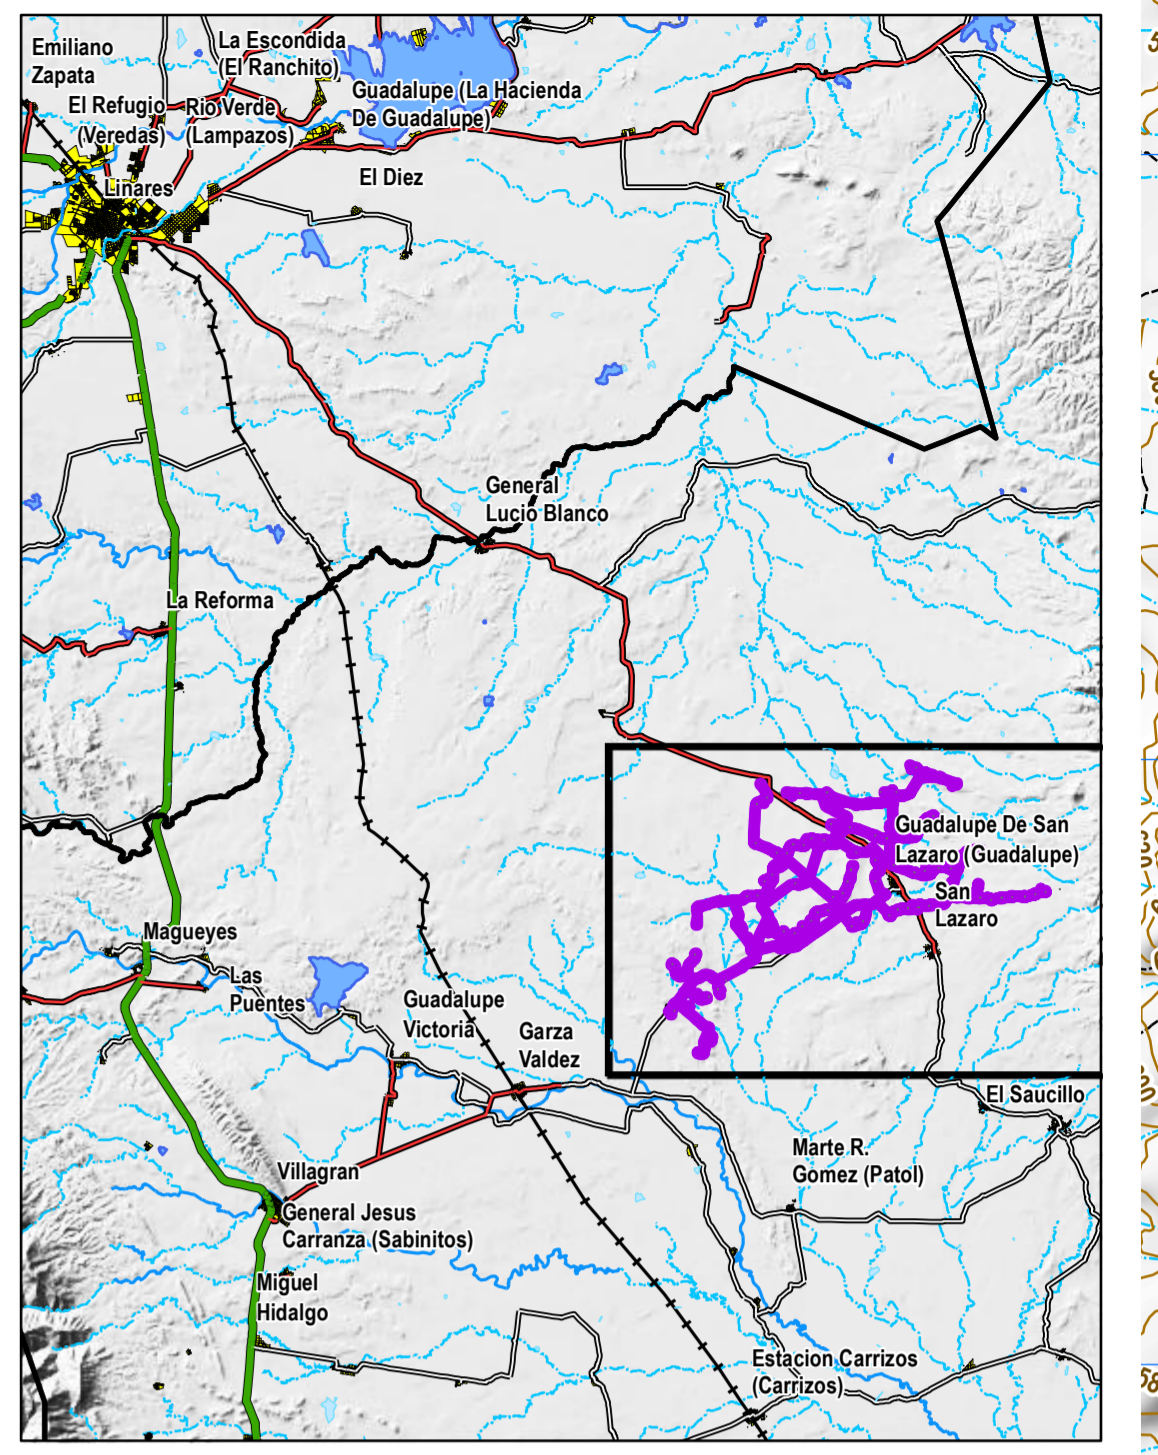 Emiliano
Zapata
La Escondida
(El Ranchito)
El Refugio
(Veredas)
Rio Verde
(Lampazos)
Guadalupe (La Hacienda
De Guadalupe)
Linares
El Diez
General
Lucio Blanco
La Reforma
Guadalupe De San
Lazaro (Guadalupe)
San
Lazaro
Magueyes
Las
Puentes
Guadalupe
Victoria
Garza
Valdez
El Saucillo
Marte R.
Gomez (Patol)
Villagran
General Jesus
Carranza (Sabinitos)
Miguel
Hidalgo
Estacion Carrizos
(Carrizos)